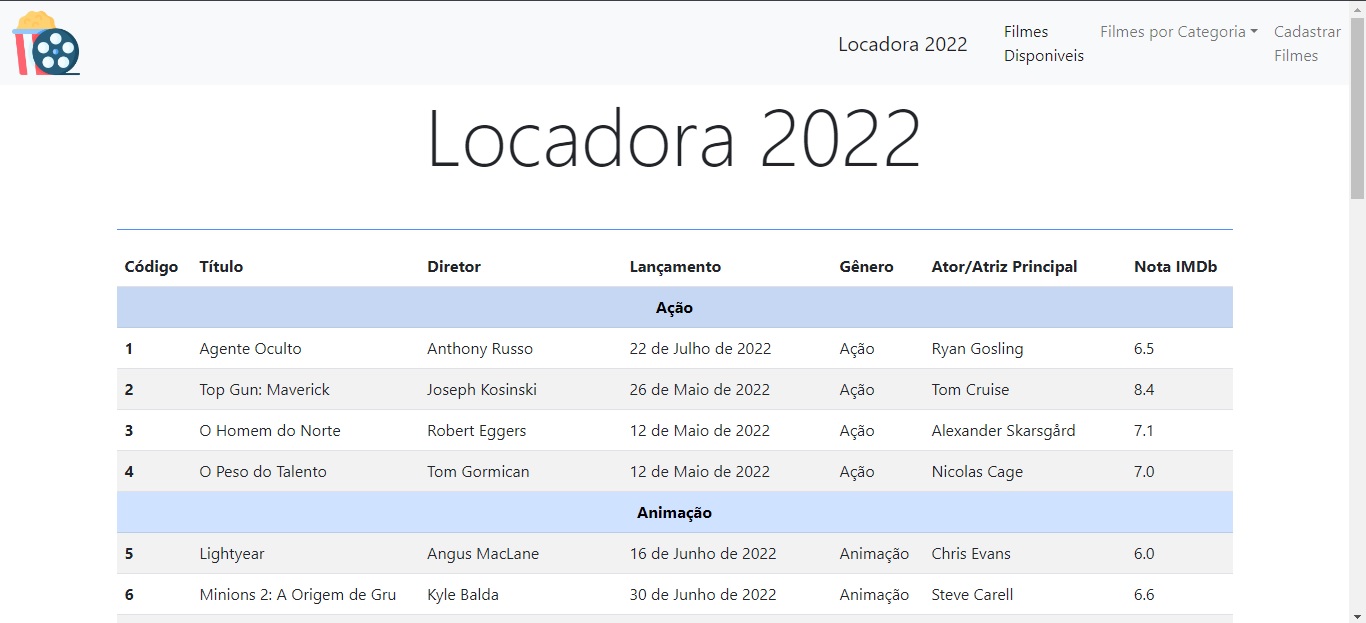 Locadora 2022
Filmes Disponiveis
Filmes por Categoria
Cadastrar Filmes
Locadora 2022
Código Título Diretor Lançamento Gênero Ator/Atriz Principal Nota IMDb
Ação
1 Agente Oculto Anthony Russo 22 de Julho de 2022 Ação Ryan Gosling 6.5
2 Top Gun: Maverick Joseph Kosinski 26 de Maio de 2022 Ação Tom Cruise 8.4
3 O Homem do Norte Robert Eggers 12 de Maio de 2022 Ação Alexander Skarsgård 7.1
4 O Peso do Talento Tom Gormican 12 de Maio de 2022 Ação Nicolas Cage 7.0
Animação
5 Lightyear Angus MacLane 16 de Junho de 2022 Animação Chris Evans 6.0
6 Minions 2: A Origem de Gru Kyle Balda 30 de Junho de 2022 Animação Steve Carell 6.6